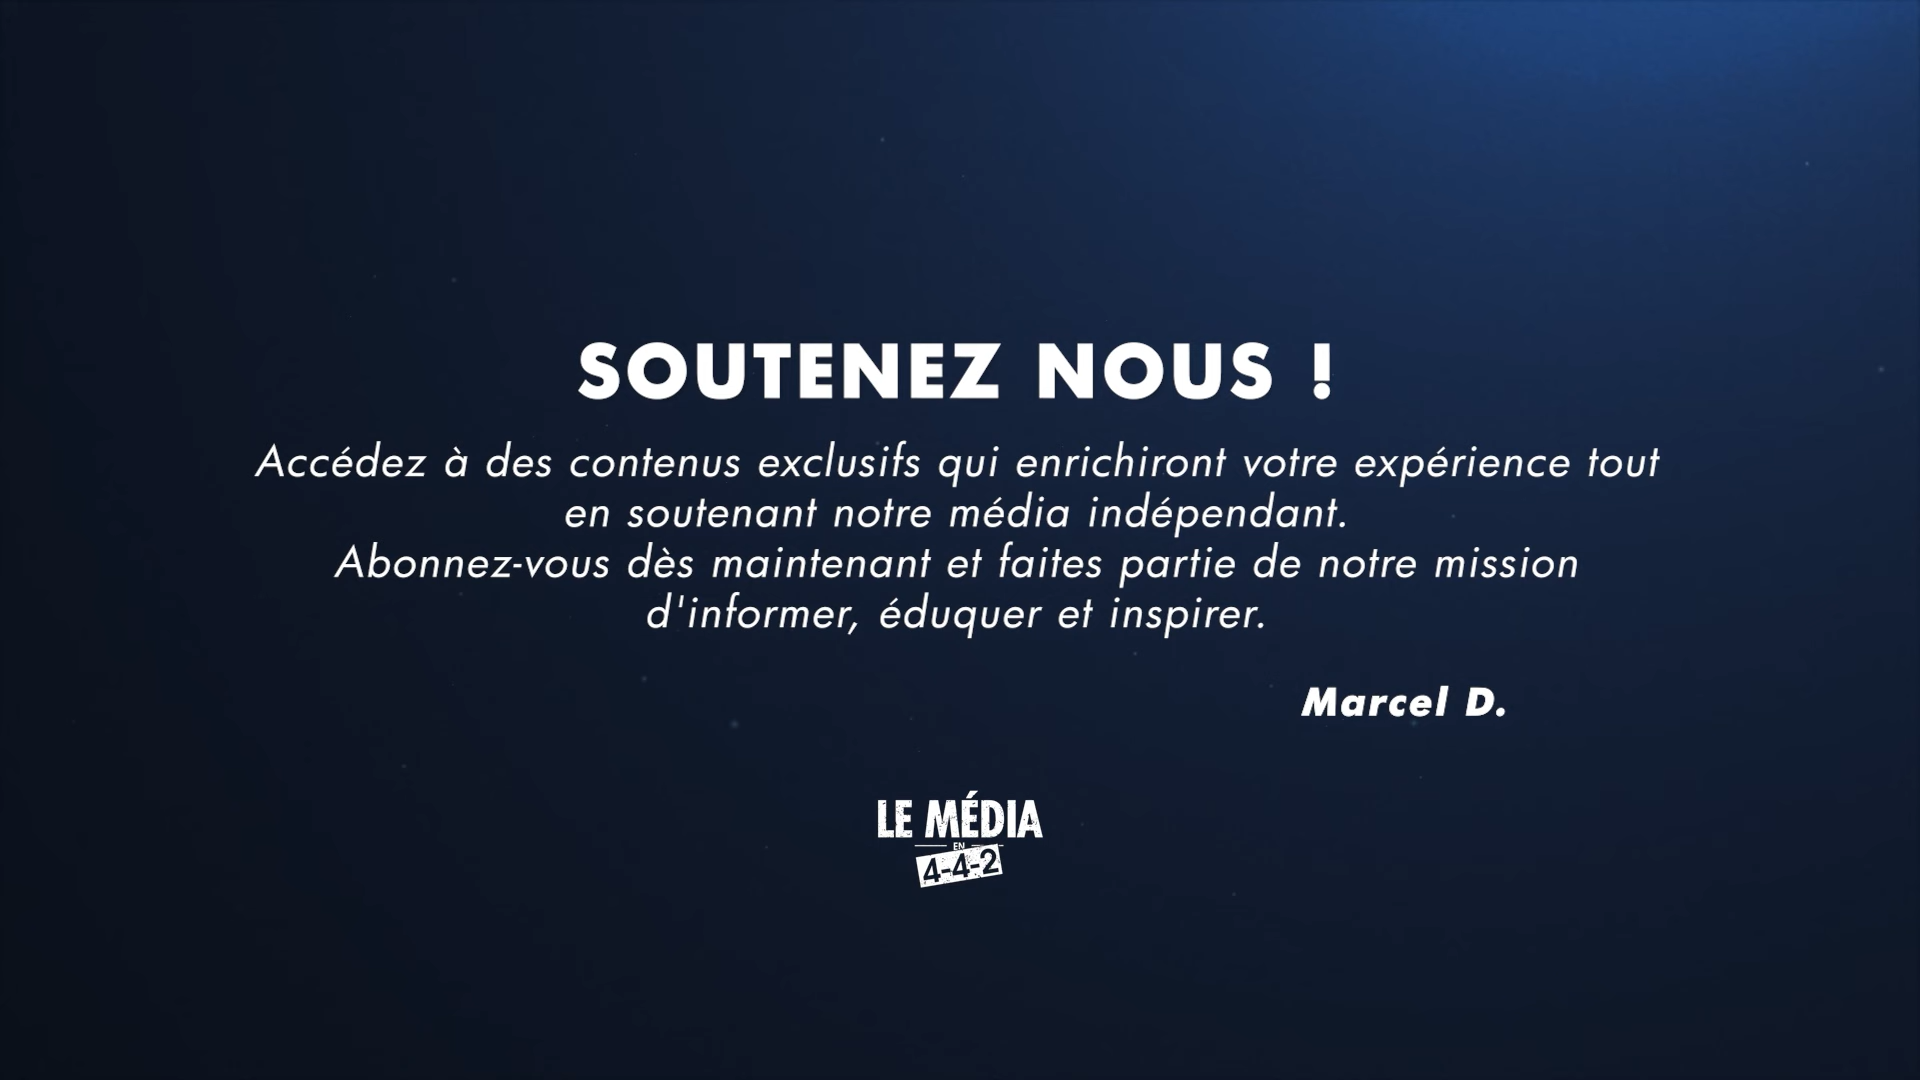 SOUTENEZ NOUS !
Accédez à des contenus exclusifs qui enrichiront votre expérience tout
en soutenant notre média indépendant.
Abonnez-vous dès maintenant et faites partie de notre mission
d'informer, éduquer et inspirer.
Marcel D.
LE MÉDIA
EN
4-4-2